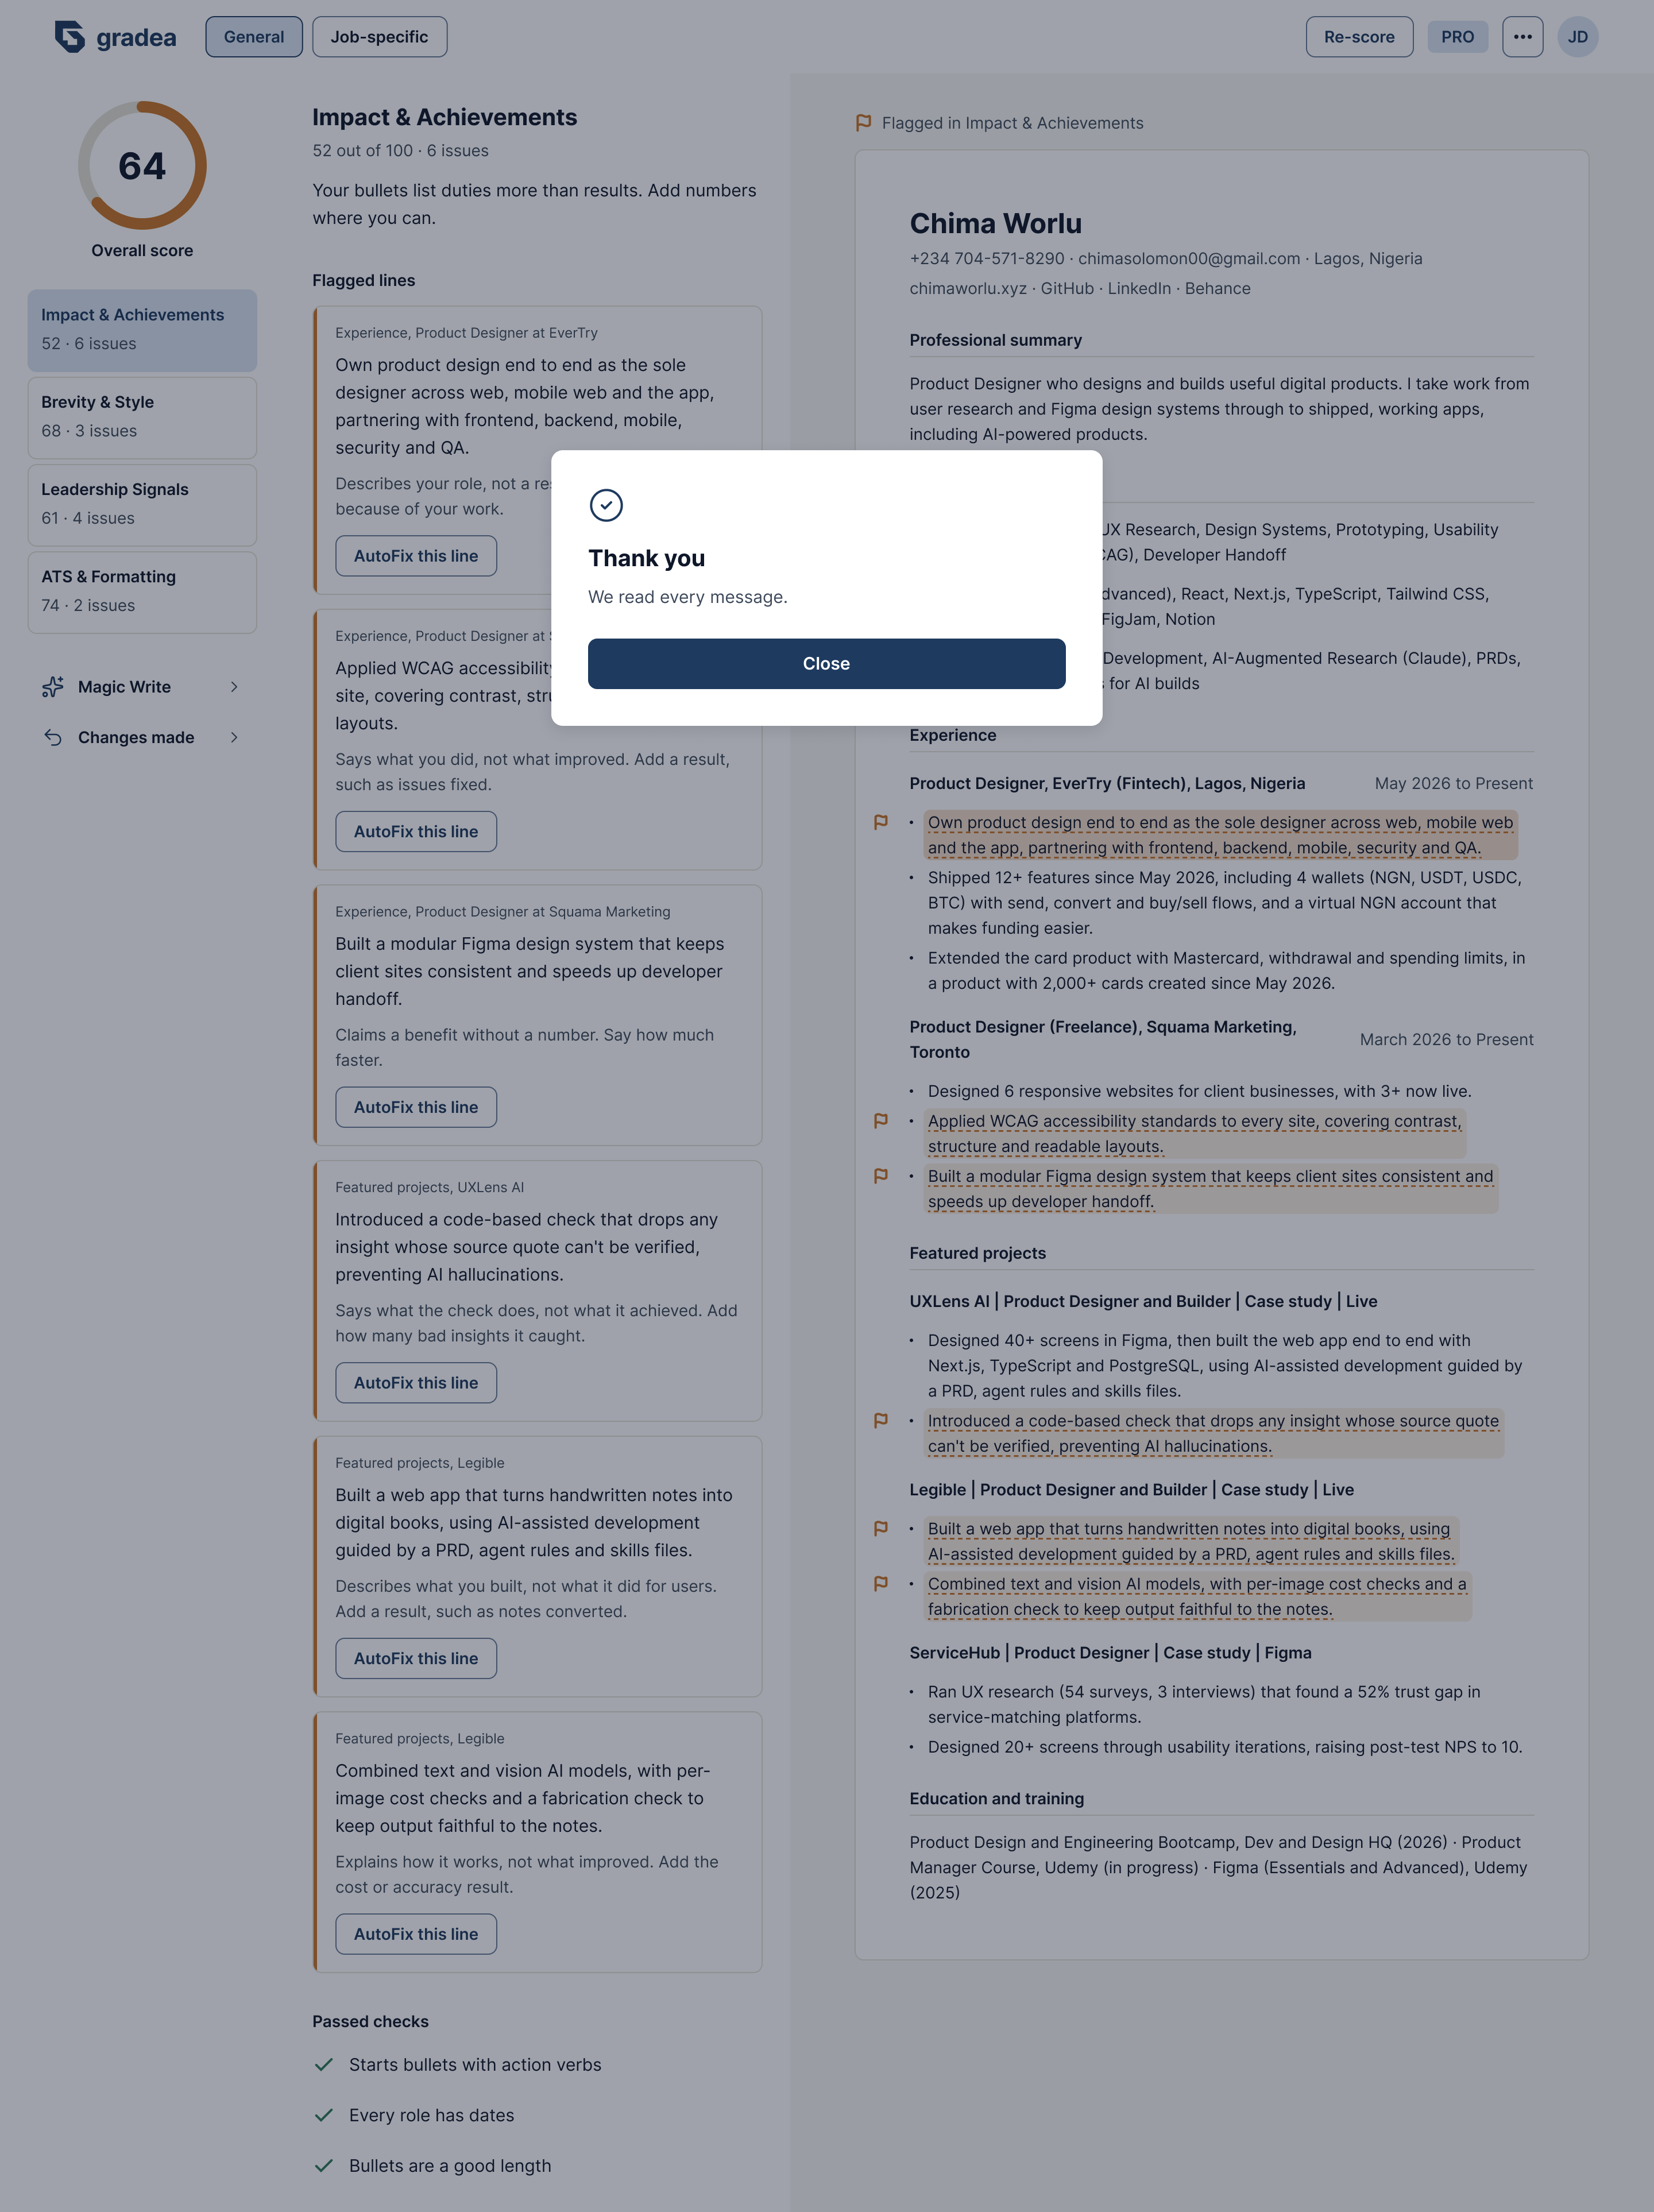 gradea
General
Job-specific
Re-score
PRO
JD
64
Overall score
Impact & Achievements
52 · 6 issues
Brevity & Style
68 · 3 issues
Leadership Signals
61 · 4 issues
ATS & Formatting
74 · 2 issues
Magic Write
Changes made
Impact & Achievements
52 out of 100 · 6 issues
Your bullets list duties more than results. Add numbers
where you can.
Flagged lines
Experience, Product Designer at EverTry
Own product design end to end as the sole
designer across web, mobile web and the app,
partnering with frontend, backend, mobile,
security and QA.
Describes your role, not a
because of your work.
AutoFix this line
Experience, Product Designer at
Applied WCAG
site, covering contrast,
layouts.
Says what you did, not what improved. Add a result,
such as issues fixed.
AutoFix this line
Experience, Product Designer at Squama Marketing
Built a modular Figma design system that keeps
client sites consistent and speeds up developer
handoff.
Claims a benefit without a number. Say how much
faster.
AutoFix this line
Featured projects, UXLens AI
Introduced a code-based check that drops any
insight whose source quote can't be verified,
preventing AI hallucinations.
Says what the check does, not what it achieved. Add
how many bad insights it caught.
AutoFix this line
Featured projects, Legible
Built a web app that turns handwritten notes into
digital books, using AI-assisted development
guided by a PRD, agent rules and skills files.
Describes what you built, not what it did for users.
Add a result, such as notes converted.
AutoFix this line
Featured projects, Legible
Combined text and vision AI models, with per-
image cost checks and a fabrication check to
keep output faithful to the notes.
Explains how it works, not what improved. Add the
cost or accuracy result.
AutoFix this line
Passed checks
Starts bullets with action verbs
Every role has dates
Bullets are a good length
Thank you
We read every message.
Close
Flagged in Impact & Achievements
Chima Worlu
+234 704-571-8290 · chimasolomon00@gmail.com · Lagos, Nigeria
chimaworlu.xyz · GitHub · LinkedIn · Behance
Professional summary
Product Designer who designs and builds useful digital products. I take work from
user research and Figma design systems through to shipped, working apps,
including AI-powered products.
UX Research, Design Systems, Prototyping, Usability
Developer Handoff
React, Next.js, TypeScript, Tailwind CSS,
FigJam, Notion
Development, AI-Augmented Research (Claude), PRDs,
for AI builds
Experience
Product Designer, EverTry (Fintech), Lagos, Nigeria May 2026 to Present
• Own product design end to end as the sole designer across web, mobile web
and the app, partnering with frontend, backend, mobile, security and QA.
• Shipped 12+ features since May 2026, including 4 wallets (NGN, USDT, USDC,
BTC) with send, convert and buy/sell flows, and a virtual NGN account that
makes funding easier.
• Extended the card product with Mastercard, withdrawal and spending limits, in
a product with 2,000+ cards created since May 2026.
Product Designer (Freelance), Squama Marketing,
Toronto
March 2026 to Present
• Designed 6 responsive websites for client businesses, with 3+ now live.
• Applied WCAG accessibility standards to every site, covering contrast,
structure and readable layouts.
• Built a modular Figma design system that keeps client sites consistent and
speeds up developer handoff.
Featured projects
UXLens AI | Product Designer and Builder | Case study | Live
• Designed 40+ screens in Figma, then built the web app end to end with
Next.js, TypeScript and PostgreSQL, using AI-assisted development guided by
a PRD, agent rules and skills files.
• Introduced a code-based check that drops any insight whose source quote
can't be verified, preventing AI hallucinations.
Legible | Product Designer and Builder | Case study | Live
• Built a web app that turns handwritten notes into digital books, using
AI-assisted development guided by a PRD, agent rules and skills files.
• Combined text and vision AI models, with per-image cost checks and a
fabrication check to keep output faithful to the notes.
ServiceHub | Product Designer | Case study | Figma
• Ran UX research (54 surveys, 3 interviews) that found a 52% trust gap in
service-matching platforms.
• Designed 20+ screens through usability iterations, raising post-test NPS to 10.
Education and training
Product Design and Engineering Bootcamp, Dev and Design HQ (2026) · Product
Manager Course, Udemy (in progress) · Figma (Essentials and Advanced), Udemy
(2025)